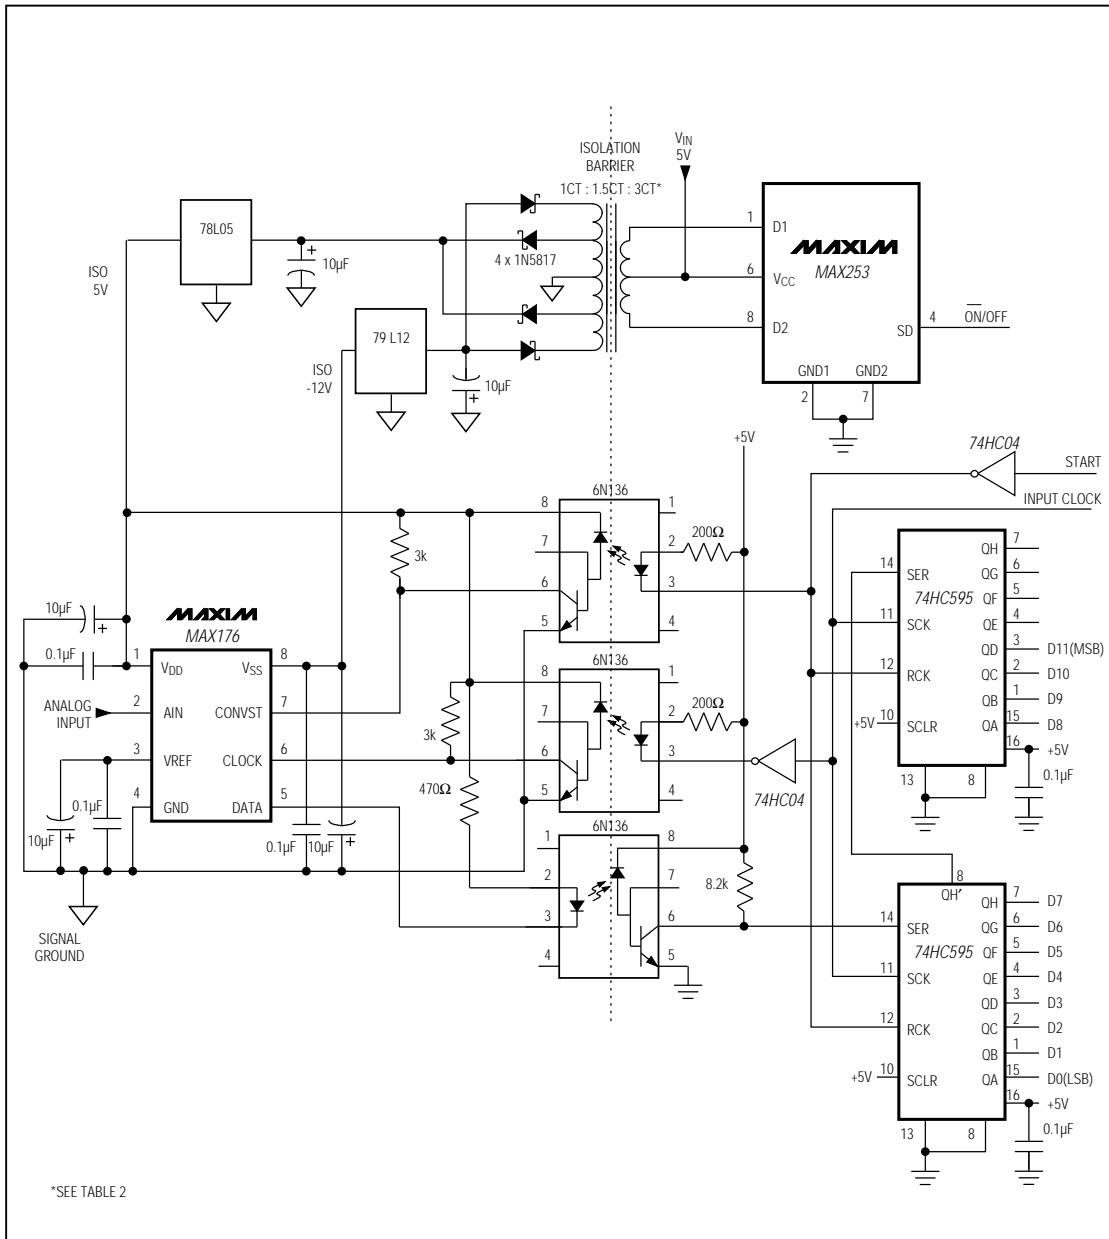 ISOLATION
BARRIER
1CT : 1.5CT : 3CT*
VIN
5V
78L05
10µF
4 x 1N5817
ISO
5V
79 L12
ISO
-12V
10µF
1
D1
MAXIM
MAX253
6
VCC
8
D2
SD
4
ON/OFF
GND1
GND2
2
7
+5V
74HC04
START
INPUT CLOCK
6N136
8
1
3k
7
2
200Ω
6
3
5
4
14
SER
QH
7
QG
6
74HC595
QF
5
11
SCK
QE
4
QD
3
D11(MSB)
12
RCK
QC
2
D10
QB
1
D9
+5V
10
SCLR
QA
15
D8
16
+5V
13
8
0.1µF
10µF
MAXIM
MAX176
0.1µF
1
VDD
VSS
8
ANALOG
INPUT
2
AIN
CONVST
7
3
VREF
CLOCK
6
4
GND
DATA
5
10µF
0.1µF
0.1µF
10µF
SIGNAL
GROUND
6N136
8
1
3k
7
2
200Ω
6
3
5
4
74HC04
470Ω
6N136
1
8
2
7
8.2k
3
6
4
5
8
QH'
14
SER
QH
7
D7
QG
6
D6
74HC595
QF
5
D5
11
SCK
QE
4
D4
QD
3
D3
12
RCK
QC
2
D2
QB
1
D1
+5V
10
SCLR
QA
15
D0(LSB)
16
+5V
13
8
0.1µF
*SEE TABLE 2